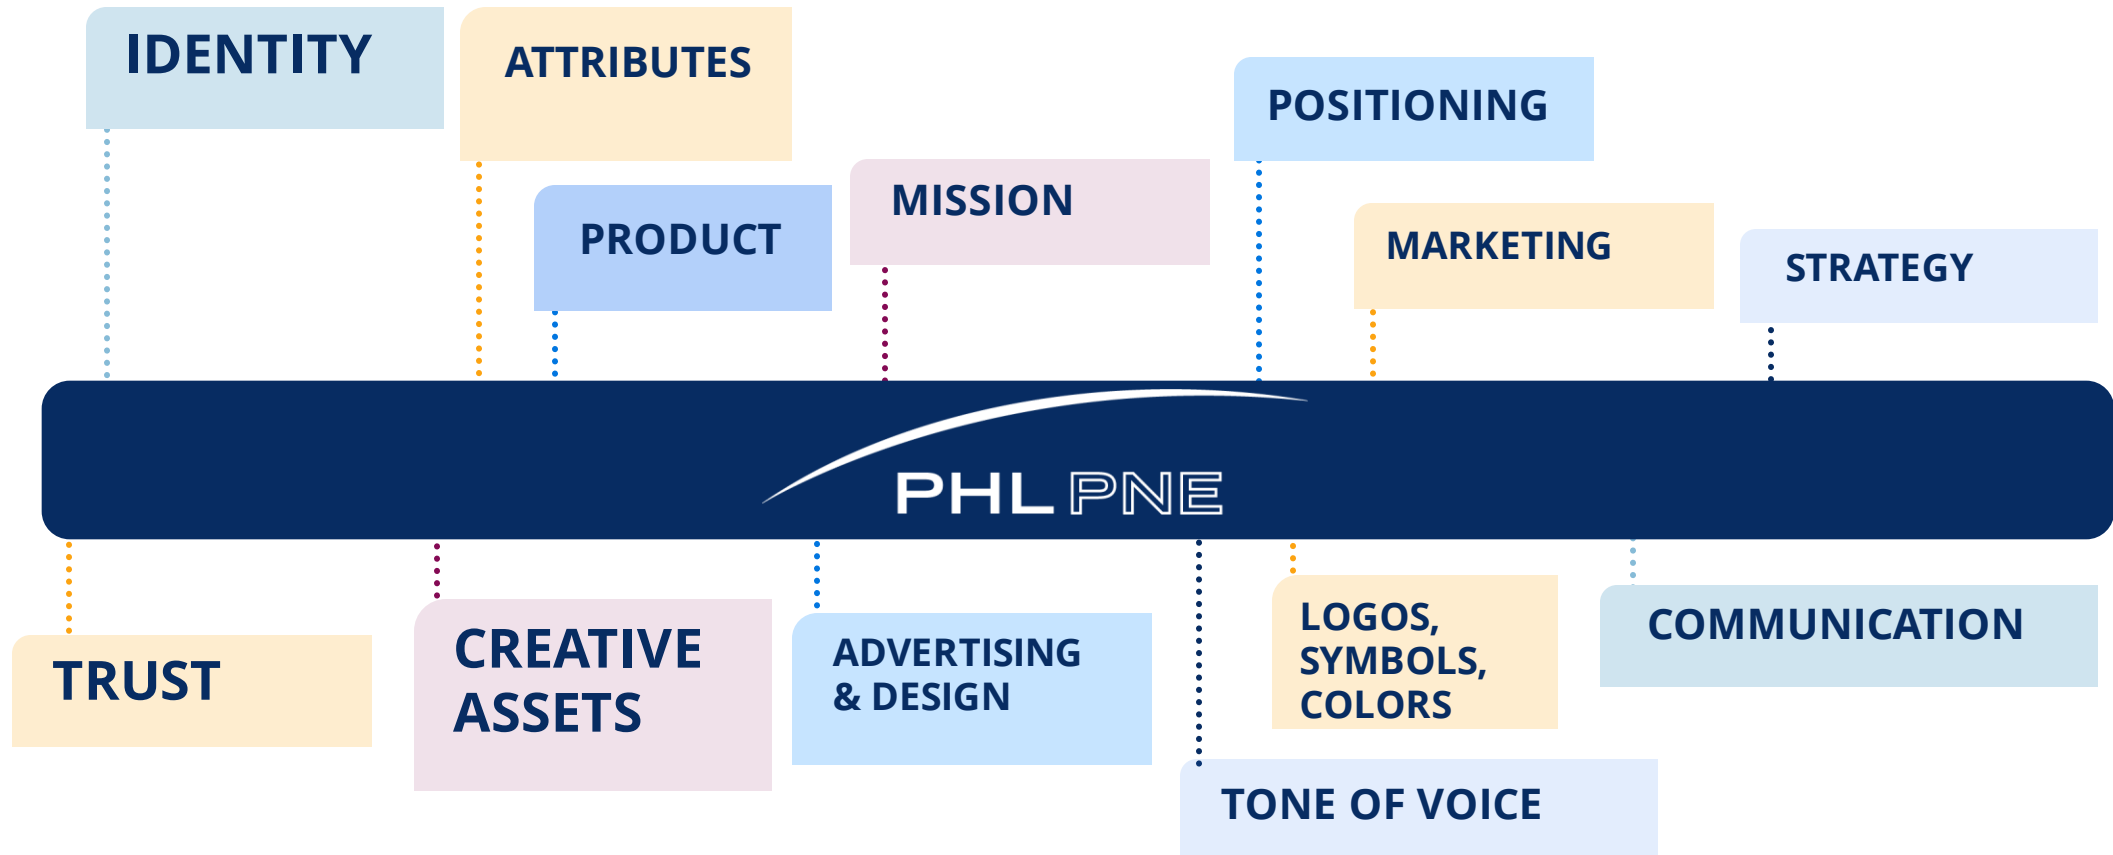 IDENTITY
ATTRIBUTES
POSITIONING
PRODUCT
MISSION
MARKETING
STRATEGY
PHL PNE
TRUST
CREATIVE
ASSETS
ADVERTISING
& DESIGN
LOGOS,
SYMBOLS,
COLORS
COMMUNICATION
TONE OF VOICE